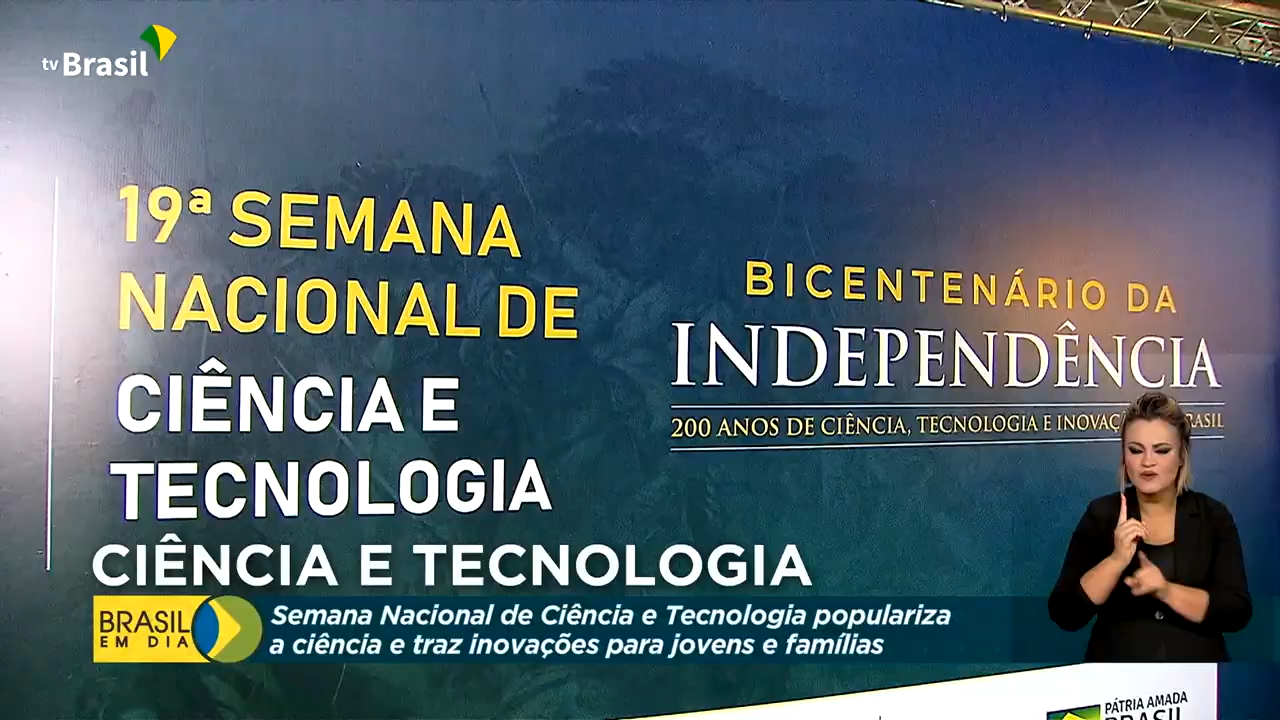 tv Brasil
19ª SEMANA
NACIONAL DE
CIÊNCIA E
TECNOLOGIA
BICENTENÁRIO DA
INDEPENDÊNCIA
200 ANOS DE CIÊNCIA, TECNOLOGIA E
CIÊNCIA E TECNOLOGIA
BRASIL
EM DIA
Semana Nacional de Ciência e Tecnologia populariza
a ciência e traz inovações para jovens e famílias
PÁTRIA AMADA
BRASIL